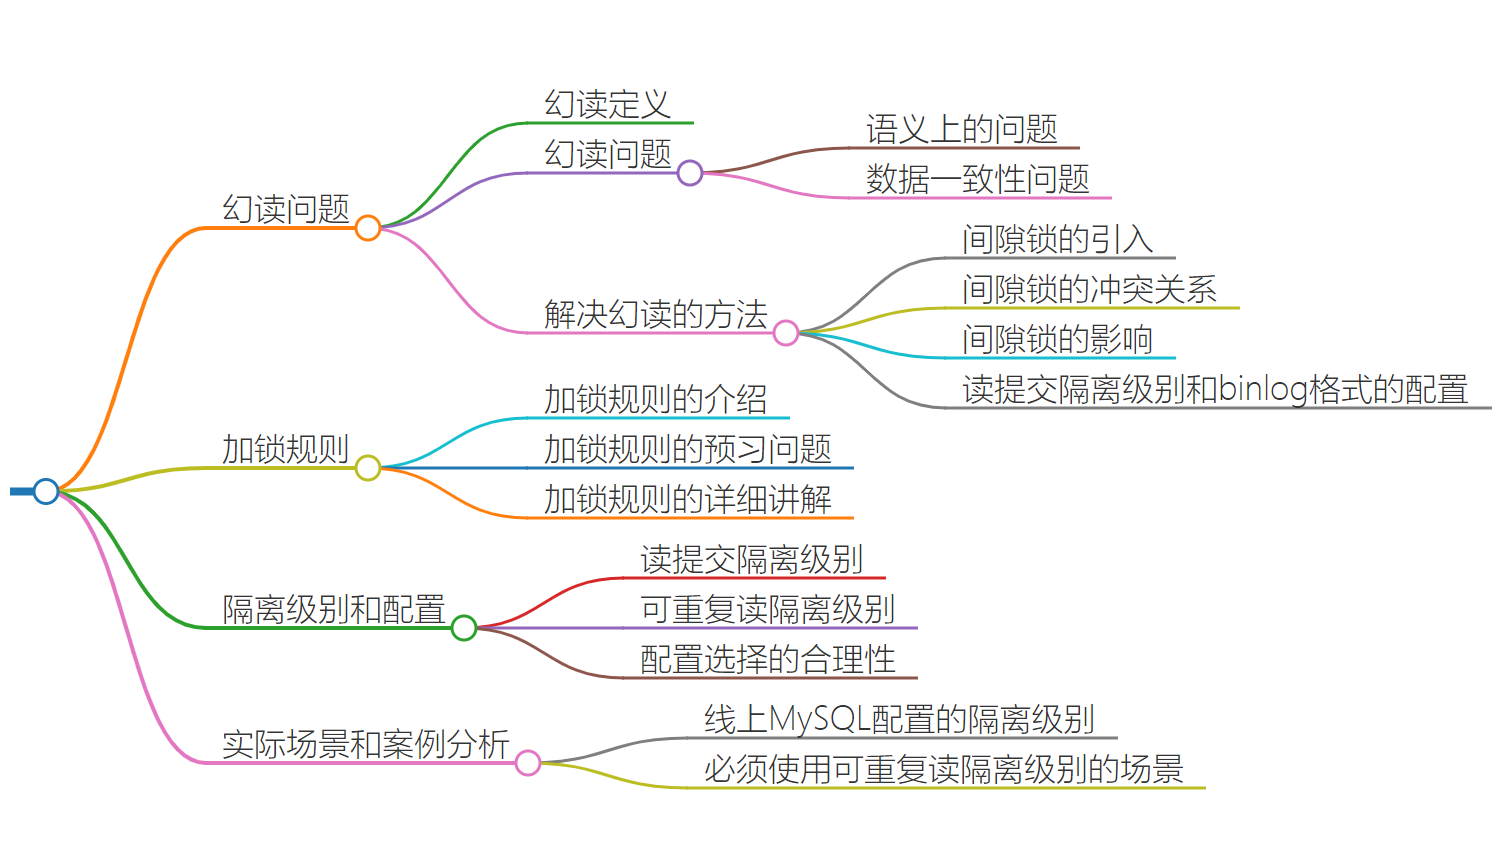 幻读问题
幻读定义
幻读问题
语义上的问题
数据一致性问题
解决幻读的方法
间隙锁的引入
间隙锁的冲突关系
间隙锁的影响
读提交隔离级别和binlog格式的配置
加锁规则
加锁规则的介绍
加锁规则的预习问题
加锁规则的详细讲解
隔离级别和配置
读提交隔离级别
可重复读隔离级别
配置选择的合理性
实际场景和案例分析
线上MySQL配置的隔离级别
必须使用可重复读隔离级别的场景